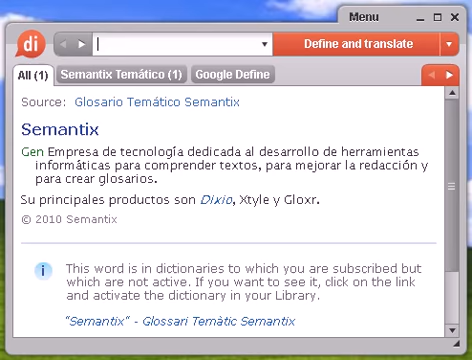 Menu
di
Define and translate
All (1) Semantix Temático (1) Google Define
Source: Glosario Temático Semantix
Semantix
Gen Empresa de tecnología dedicada al desarrollo de herramientas
informáticas para comprender textos, para mejorar la redacción y
para crear glosarios.
Su principales productos son Dixio, Xtyle y Gloxr.
© 2010 Semantix
i
This word is in dictionaries to which you are subscribed but
which are not active. If you want to see it, click on the link
and activate the dictionary in your Library.
"Semantix" - Glossari Temàtic Semantix